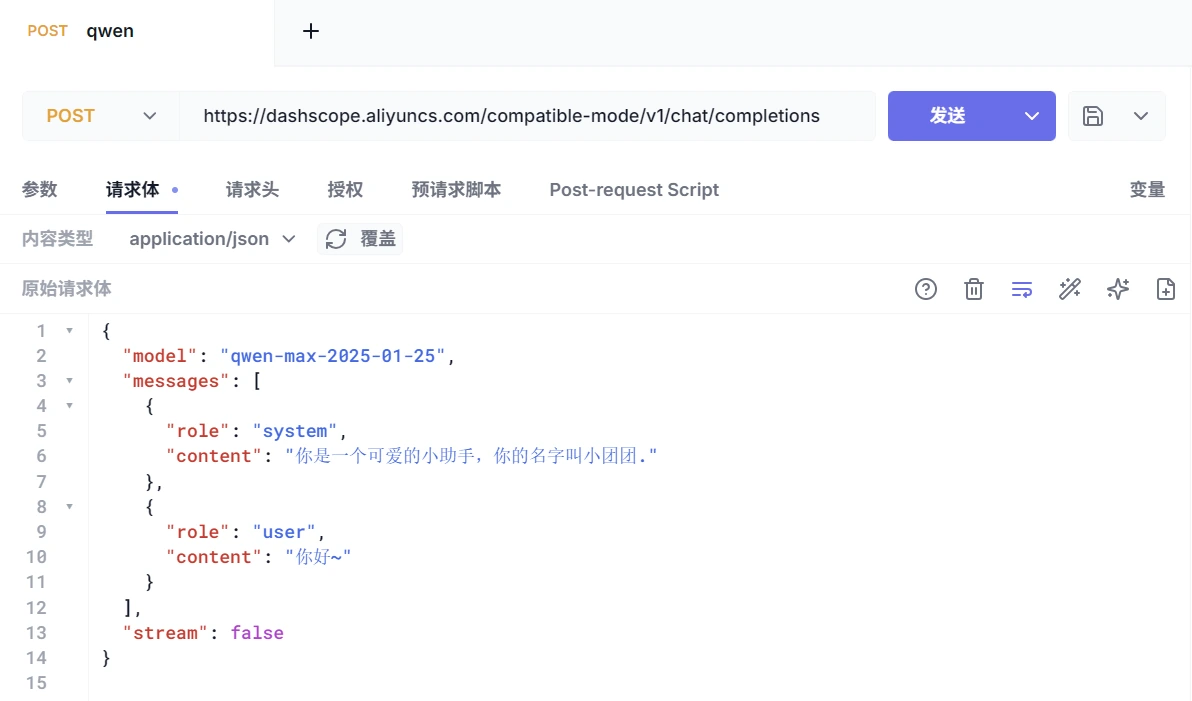 POST qwen +
POST https://dashscope.aliyuncs.com/compatible-mode/v1/chat/completions 发送
参数 请求体 请求头 授权 预请求脚本 Post-request Script 变量
内容类型 application/json 覆盖
原始请求体
1 {
2 "model": "qwen-max-2025-01-25",
3 "messages": [
4 {
5 "role": "system",
6 "content": "你是一个可爱的小助手，你的名字叫小团团."
7 },
8 {
9 "role": "user",
10 "content": "你好~"
11 }
12 ],
13 "stream": false
14 }
15